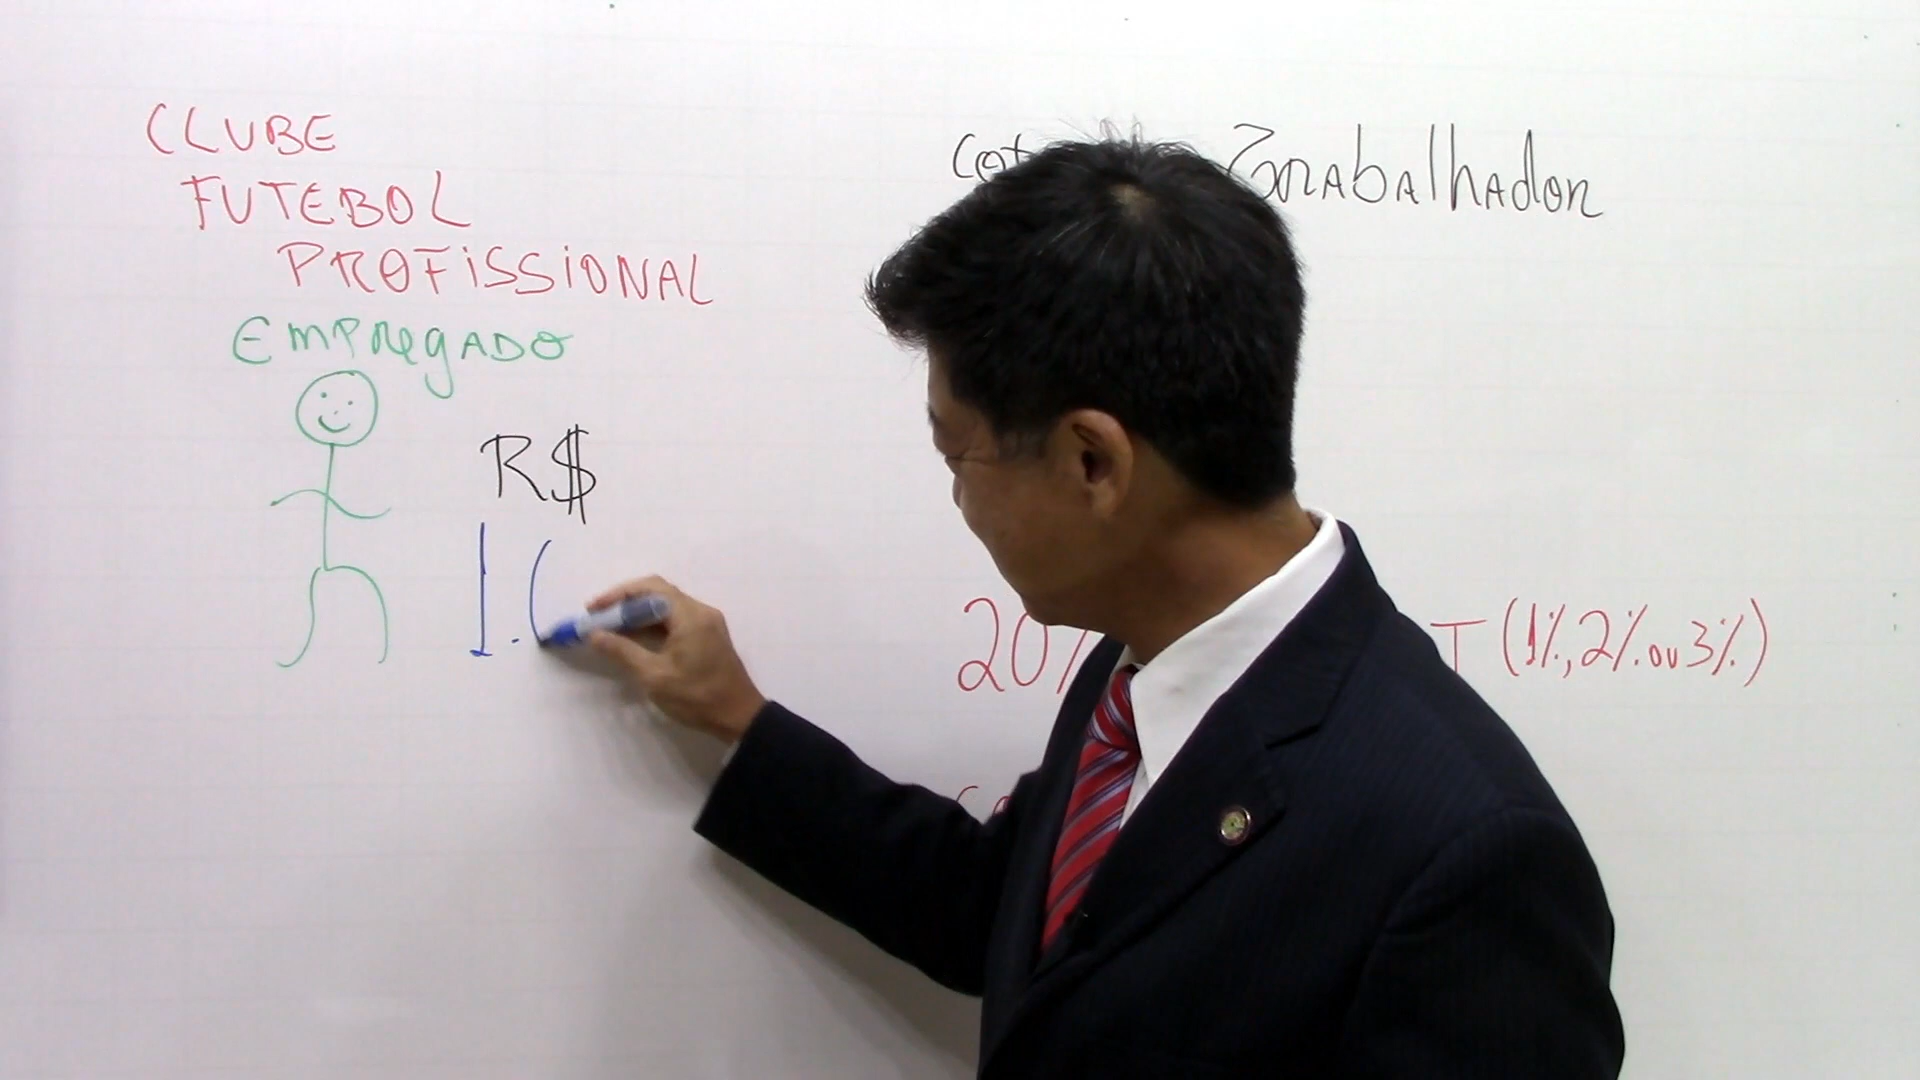 CLUBE
FUTEBOL
PROFISSIONAL
EMPREGADO
R$
1.
Trabalhador
20%
T (1%, 2% ou 3%)